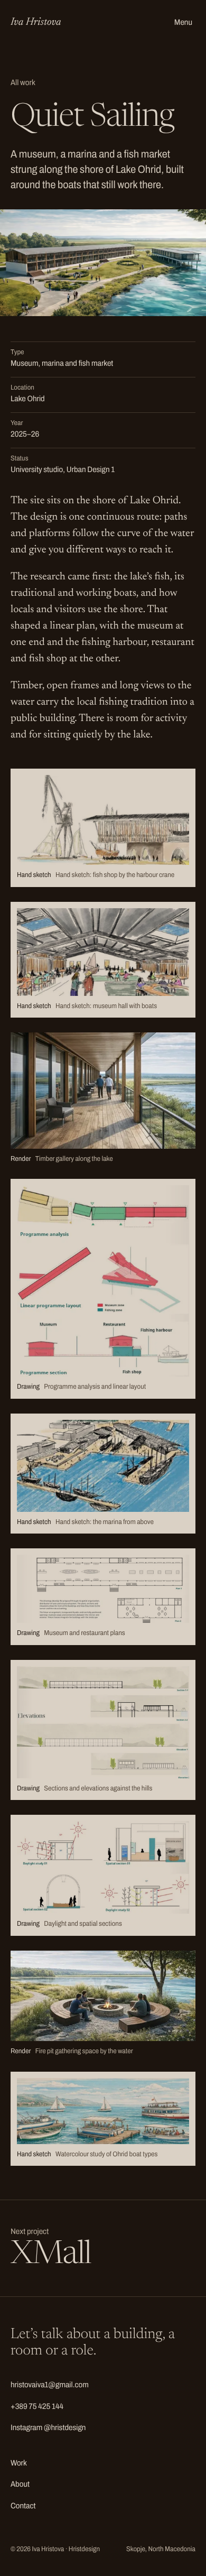 Iva Hristova
Menu
All work
Quiet Sailing
A museum, a marina and a fish market
strung along the shore of Lake Ohrid, built
around the boats that still work there.
Type
Museum, marina and fish market
Location
Lake Ohrid
Year
2025–26
Status
University studio, Urban Design 1
The site sits on the shore of Lake Ohrid.
The design is one continuous route: paths
and platforms follow the curve of the water
and give you different ways to reach it.
The research came first: the lake’s fish, its
traditional and working boats, and how
locals and visitors use the shore. That
shaped a linear plan, with the museum at
one end and the fishing harbour, restaurant
and fish shop at the other.
Timber, open frames and long views to the
water carry the local fishing tradition into a
public building. There is room for activity
and for sitting quietly by the lake.
Hand sketch Hand sketch: fish shop by the harbour crane
Hand sketch Hand sketch: museum hall with boats
Render Timber gallery along the lake
Programme analysis
Linear programme layout
Museum
Restaurant
Fishing harbour
Fish shop
Programme section
Drawing Programme analysis and linear layout
Hand sketch Hand sketch: the marina from above
Drawing Museum and restaurant plans
Elevations
Drawing Sections and elevations against the hills
Drawing Daylight and spatial sections
Render Fire pit gathering space by the water
Hand sketch Watercolour study of Ohrid boat types
Next project
XMall
Let’s talk about a building, a
room or a role.
hristovaiva1@gmail.com
+389 75 425 144
Instagram @hristdesign
Work
About
Contact
© 2026 Iva Hristova · Hristdesign
Skopje, North Macedonia